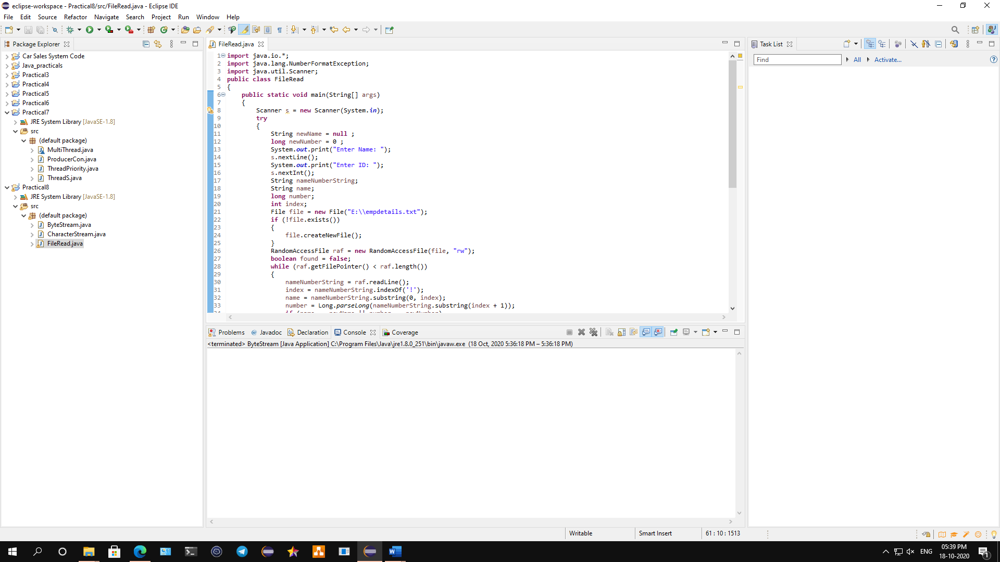 eclipse-workspace - Practical8/src/FileRead.java - Eclipse IDE
File Edit Source Refactor Navigate Search Project Run Window Help
Package Explorer
Car Sales System Code
Java_practicals
Practical3
Practical4
Practical5
Practical6
Practical7
JRE System Library [JavaSE-1.8]
src
(default package)
MultiThread.java
ProducerCon.java
ThreadPriority.java
ThreadS.java
Practical8
JRE System Library [JavaSE-1.8]
src
(default package)
ByteStream.java
CharacterStream.java
FileRead.java
FileRead.java
1 import java.io.*;
2 import java.lang.NumberFormatException;
3 import java.util.Scanner;
4 public class FileRead
5 {
6 public static void main(String[] args)
7 {
8 Scanner s = new Scanner(System.in);
9 try
10 {
11 String newName = null ;
12 long newNumber = 0 ;
13 System.out.print("Enter Name: ");
14 s.nextLine();
15 System.out.print("Enter ID: ");
16 s.nextInt();
17 String nameNumberString;
18 String name;
19 long number;
20 int index;
21 File file = new File("E:\\empdetails.txt");
22 if (!file.exists())
23 {
24 file.createNewFile();
25 }
26 RandomAccessFile raf = new RandomAccessFile(file, "rw");
27 boolean found = false;
28 while (raf.getFilePointer() < raf.length())
29 {
30 nameNumberString = raf.readLine();
31 index = nameNumberString.indexOf('!');
32 name = nameNumberString.substring(0, index);
33 number = Long.parseLong(nameNumberString.substring(index + 1));
Problems @ Javadoc Declaration Console Coverage
<terminated> ByteStream [Java Application] C:\Program Files\Java\jre1.8.0_251\bin\javaw.exe (18 Oct, 2020 5:36:18 PM – 5:36:18 PM)
Task List
Find All Activate...
Writable Smart Insert 61 : 10 : 1513
ENG
05:39 PM
18-10-2020
1